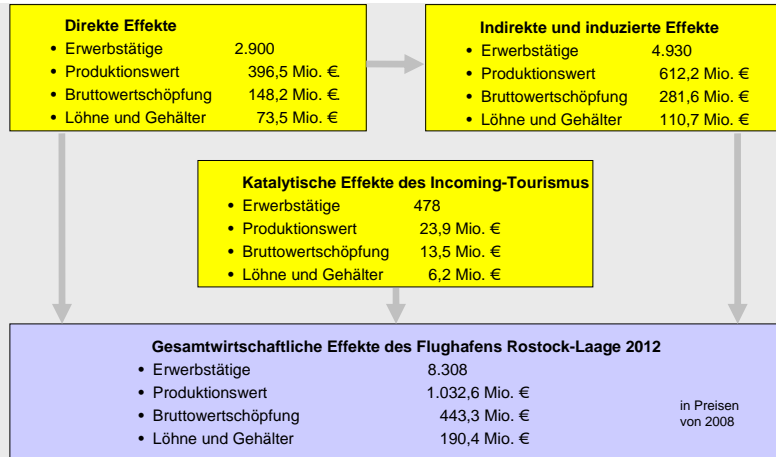 Direkte Effekte
• Erwerbstätige 2.900
• Produktionswert 396,5 Mio. €
• Bruttowertschöpfung 148,2 Mio. €
• Löhne und Gehälter 73,5 Mio. €
Indirekte und induzierte Effekte
• Erwerbstätige 4.930
• Produktionswert 612,2 Mio. €
• Bruttowertschöpfung 281,6 Mio. €
• Löhne und Gehälter 110,7 Mio. €
Katalytische Effekte des Incoming-Tourismus
• Erwerbstätige 478
• Produktionswert 23,9 Mio. €
• Bruttowertschöpfung 13,5 Mio. €
• Löhne und Gehälter 6,2 Mio. €
Gesamtwirtschaftliche Effekte des Flughafens Rostock-Laage 2012
• Erwerbstätige 8.308
• Produktionswert 1.032,6 Mio. €
• Bruttowertschöpfung 443,3 Mio. €
• Löhne und Gehälter 190,4 Mio. €
in Preisen
von 2008